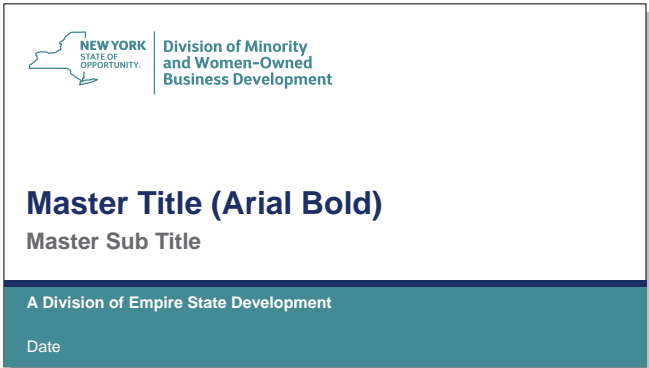 NEW YORK
STATE OF
OPPORTUNITY.
Division of Minority
and Women-Owned
Business Development
Master Title (Arial Bold)
Master Sub Title
A Division of Empire State Development
Date